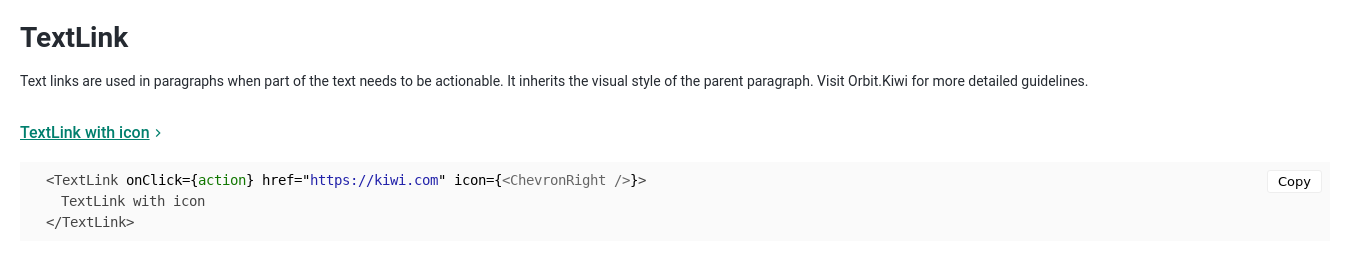 TextLink
Text links are used in paragraphs when part of the text needs to be actionable. It inherits the visual style of the parent paragraph. Visit Orbit.Kiwi for more detailed guidelines.
TextLink with icon
<TextLink onClick={action} href="https://kiwi.com" icon={<ChevronRight />}>
Copy
TextLink with icon
</TextLink>